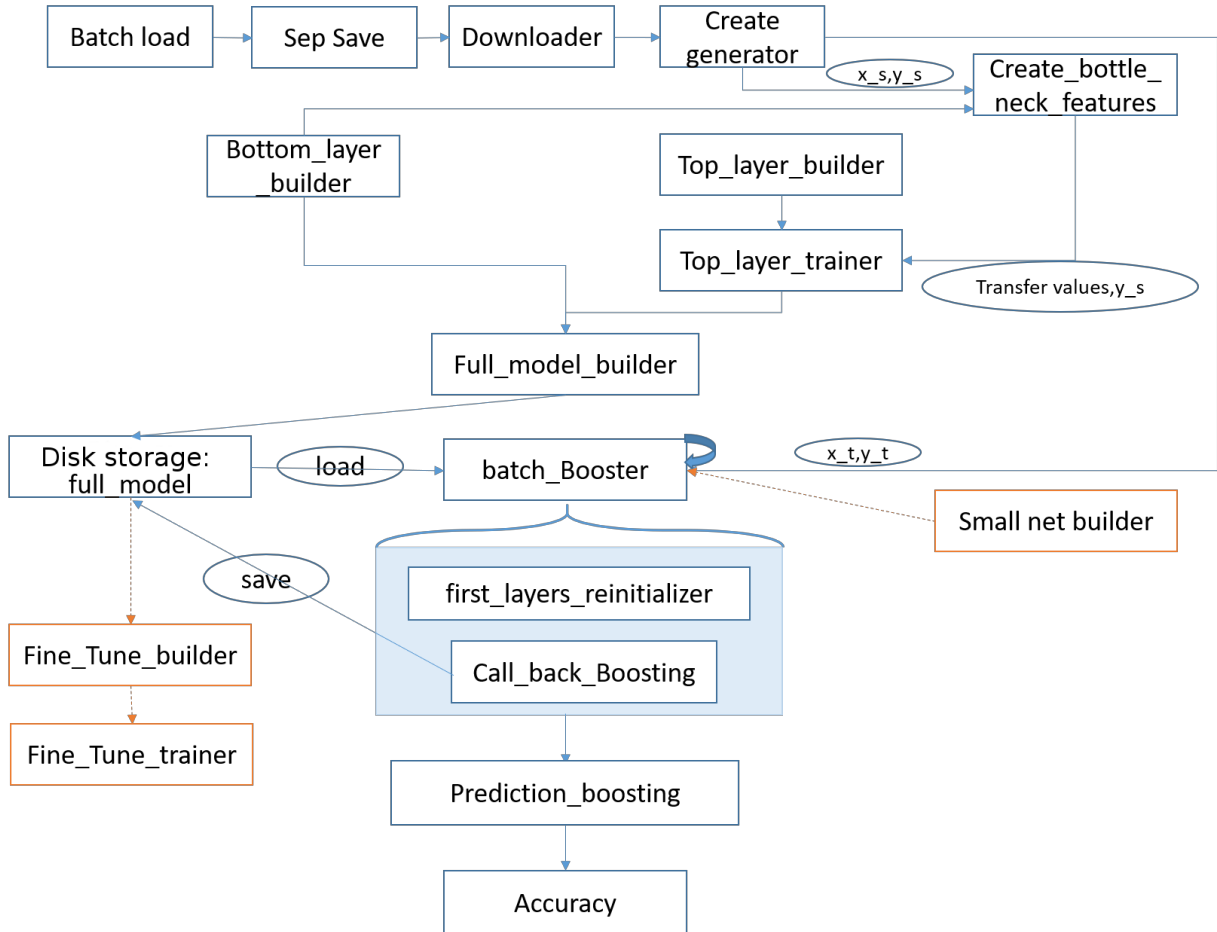 Batch load
Sep Save
Downloader
Create
generator
x_s,y_s
Create_bottle_
neck_features
Bottom_layer
_builder
Top_layer_builder
Top_layer_trainer
Transfer values,y_s
Full_model_builder
Disk storage:
full_model
load
batch_Booster
x_t,y_t
Small net builder
save
first_layers_reinitializer
Call_back_Boosting
Fine_Tune_builder
Fine_Tune_trainer
Prediction_boosting
Accuracy